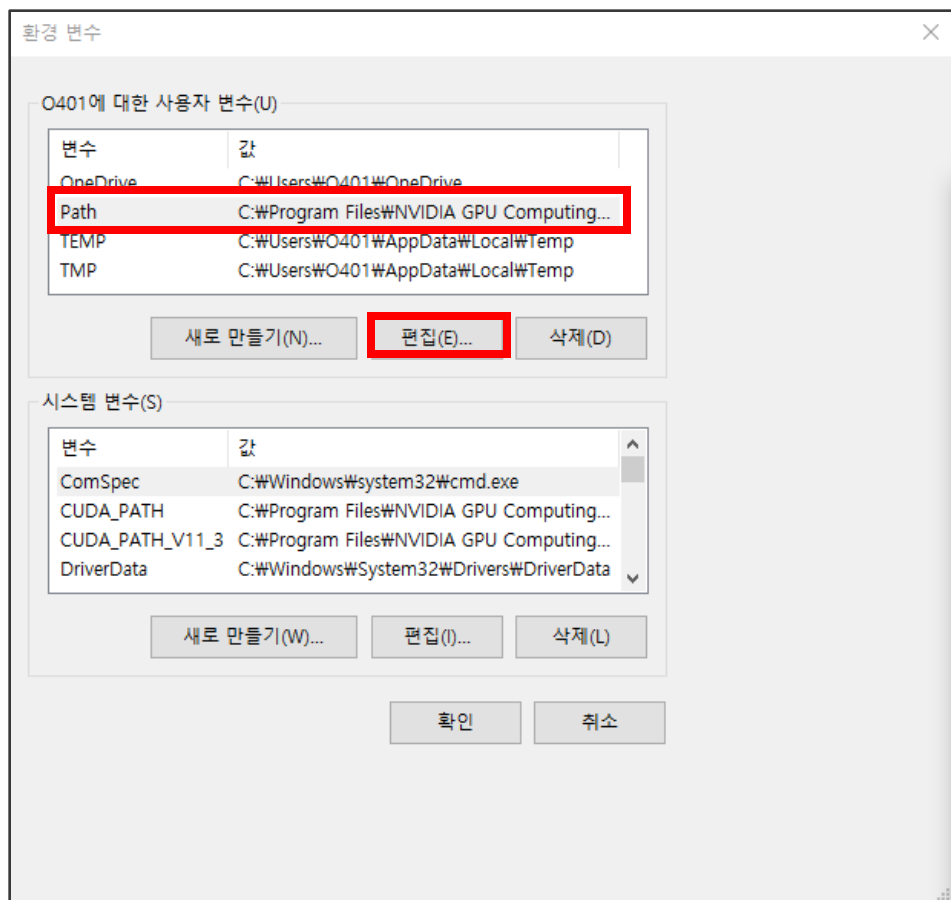 환경 변수
O401에 대한 사용자 변수(U)
변수 값
OneDrive C:₩Users₩O401₩OneDrive
Path C:₩Program Files₩NVIDIA GPU Computing...
TEMP C:₩Users₩O401₩AppData₩Local₩Temp
TMP C:₩Users₩O401₩AppData₩Local₩Temp
새로 만들기(N)... 편집(E)... 삭제(D)
시스템 변수(S)
변수 값
ComSpec C:₩Windows₩system32₩cmd.exe
CUDA_PATH C:₩Program Files₩NVIDIA GPU Computing...
CUDA_PATH_V11_3 C:₩Program Files₩NVIDIA GPU Computing...
DriverData C:₩Windows₩System32₩Drivers₩DriverData
새로 만들기(W)... 편집(I)... 삭제(L)
확인 취소